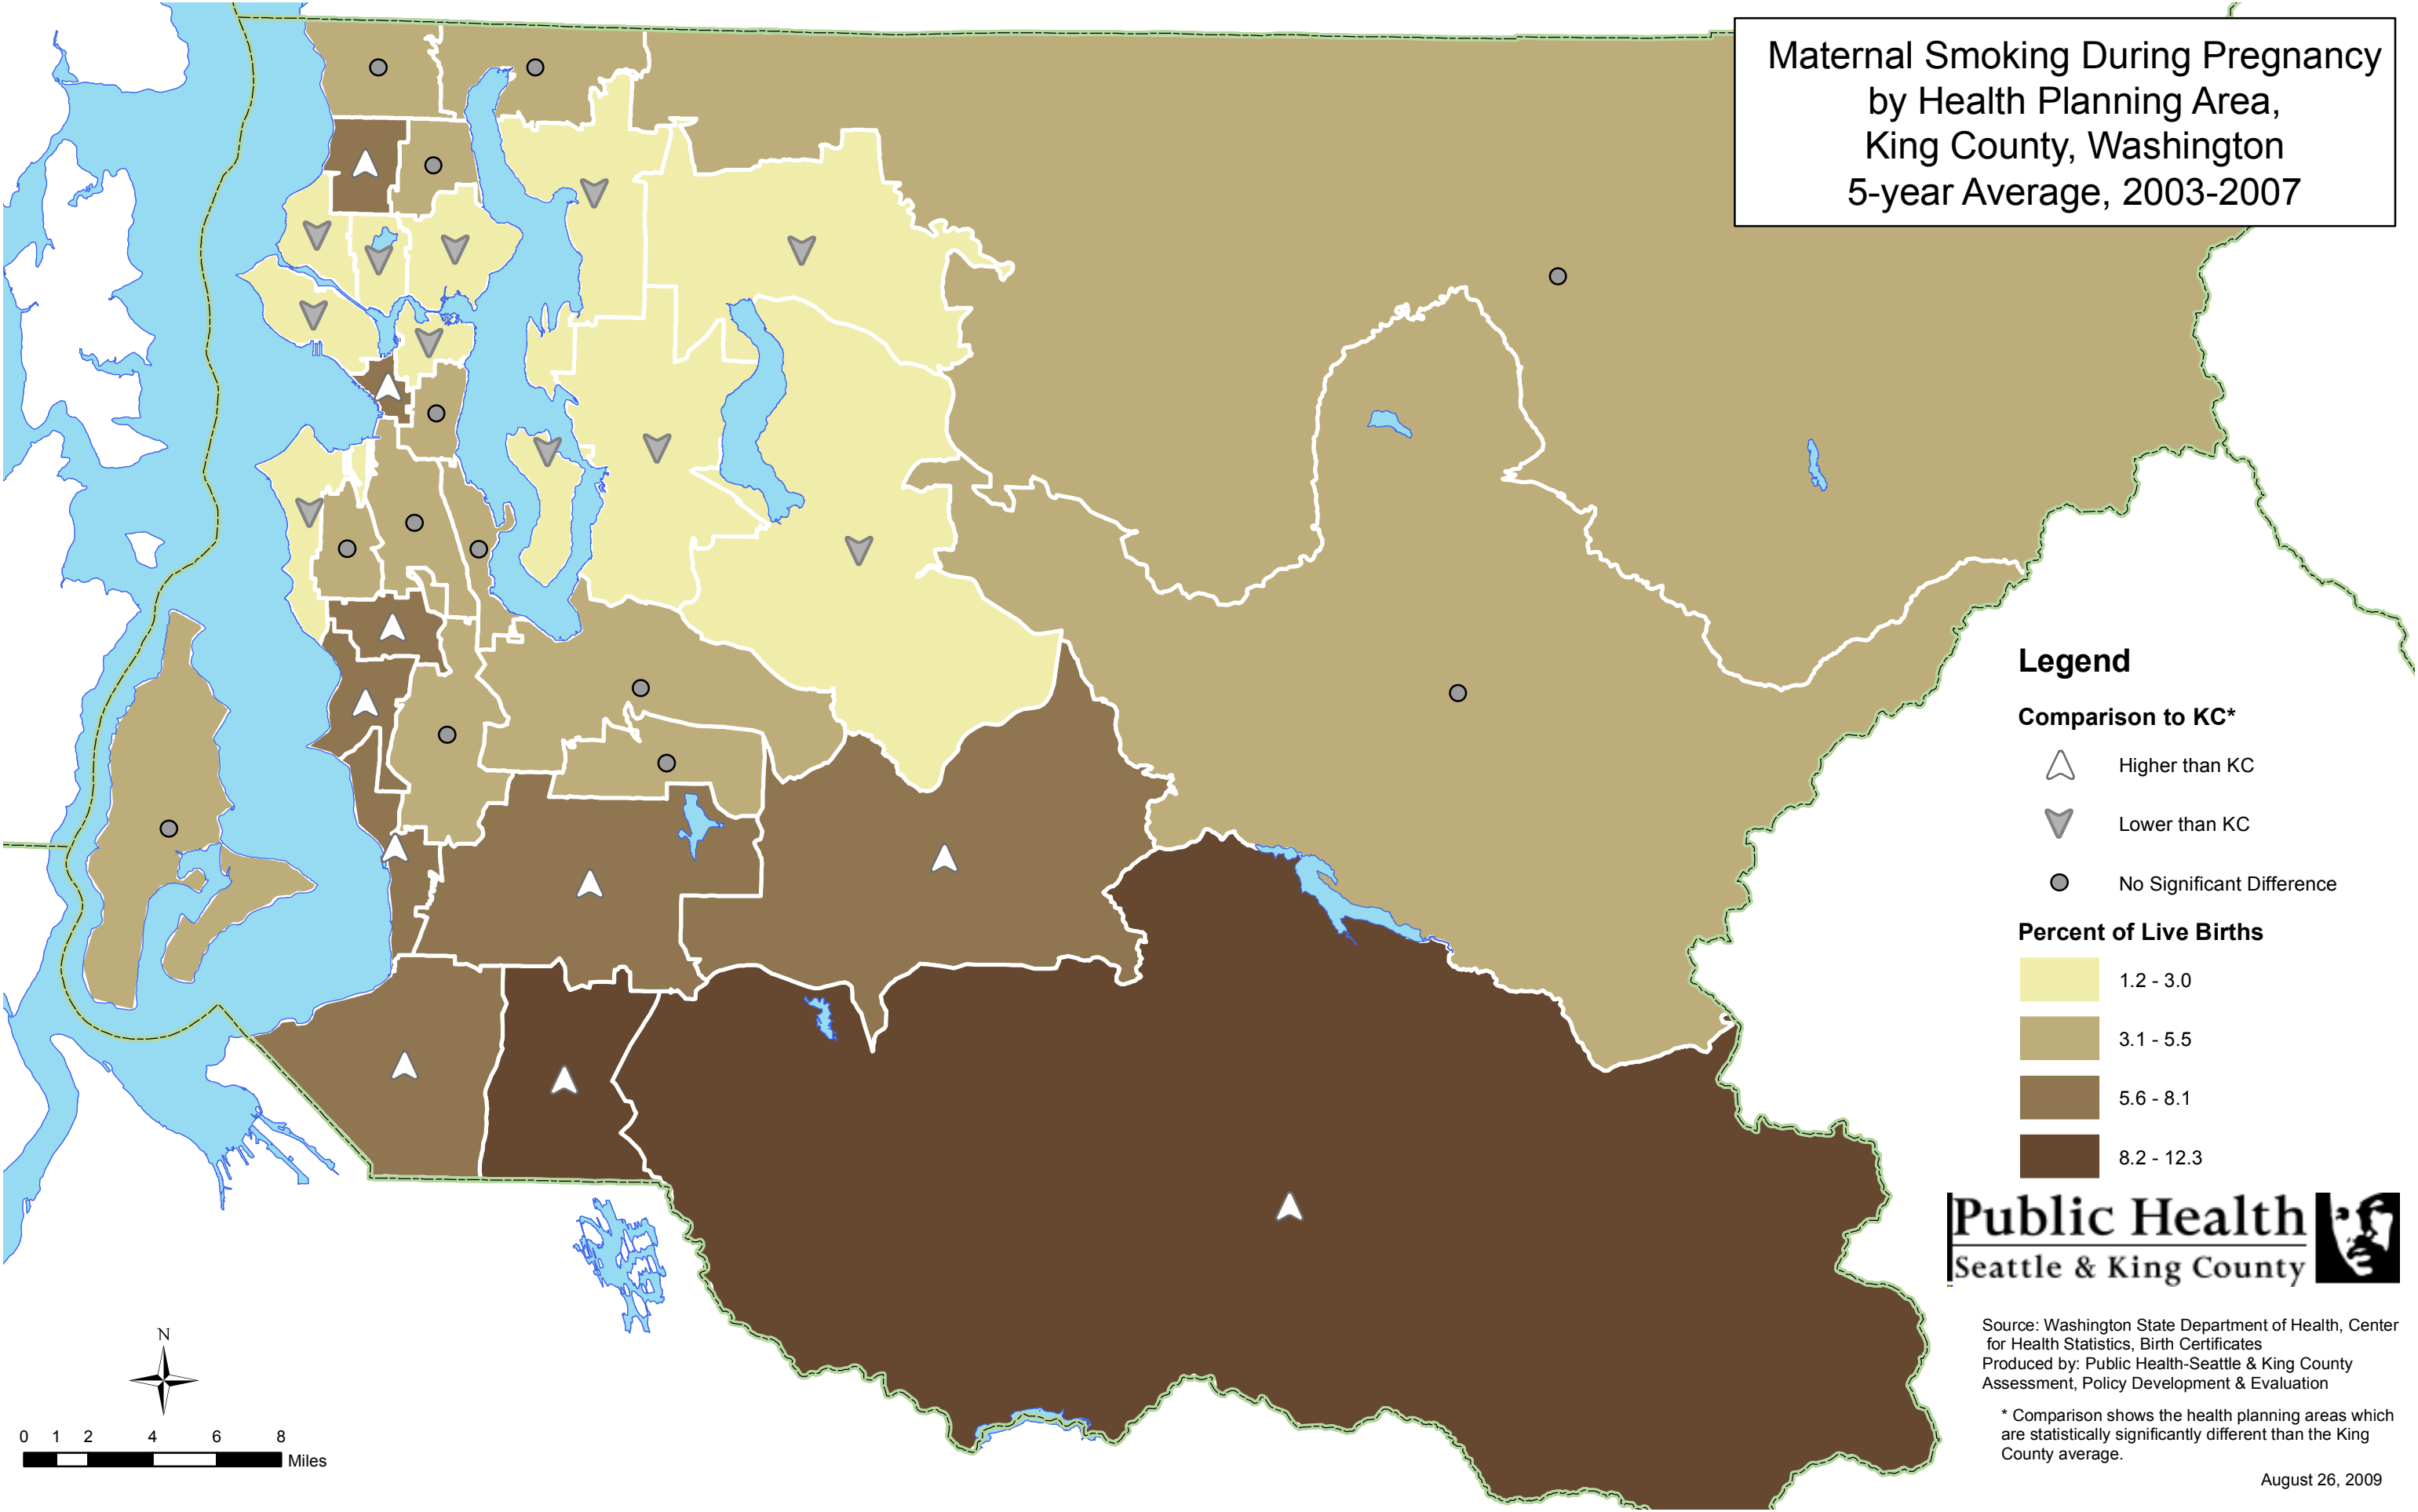 Maternal Smoking During Pregnancy
by Health Planning Area,
King County, Washington
5-year Average, 2003-2007
Legend
Comparison to KC*
Higher than KC
Lower than KC
No Significant Difference
Percent of Live Births
1.2 - 3.0
3.1 - 5.5
5.6 - 8.1
8.2 - 12.3
Public Health
Seattle & King County
Source: Washington State Department of Health, Center
for Health Statistics, Birth Certificates
Produced by: Public Health-Seattle & King County
Assessment, Policy Development & Evaluation
* Comparison shows the health planning areas which
are statistically significantly different than the King
County average.
August 26, 2009
N
0 1 2 4 6 8
Miles